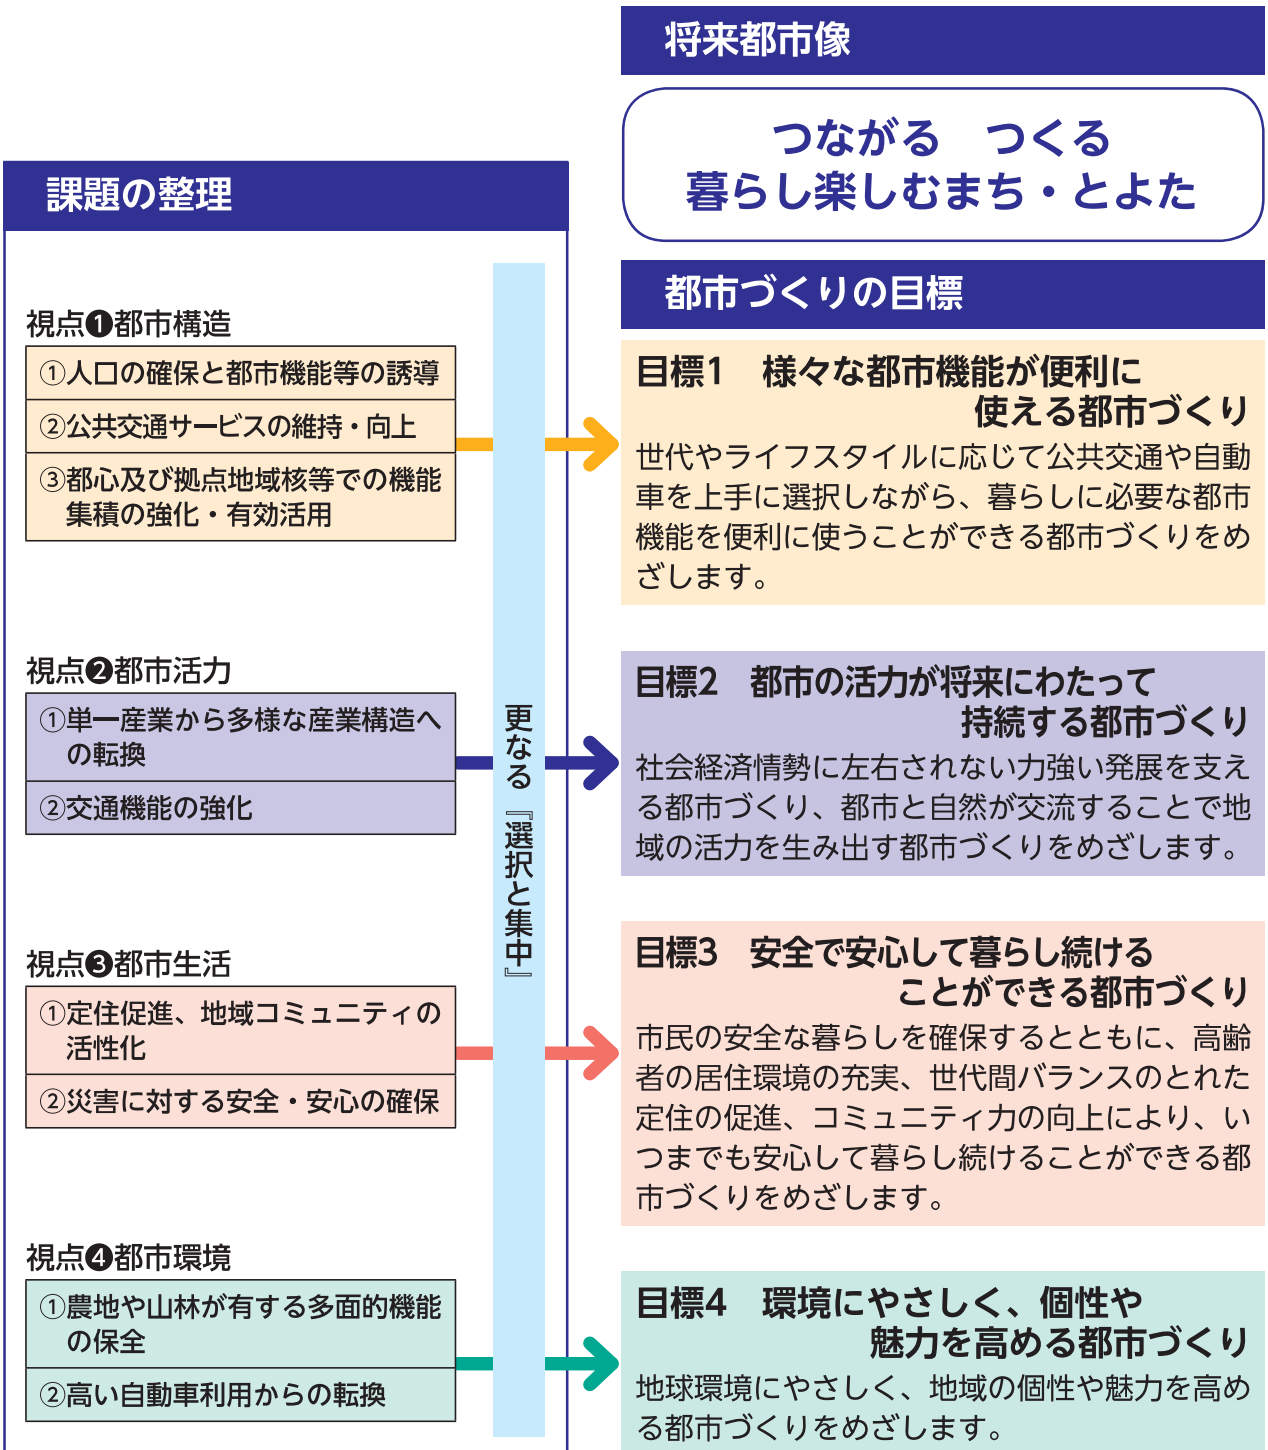 将来都市像
つながる　つくる
暮らし楽しむまち・とよた
課題の整理
視点❶都市構造
①人口の確保と都市機能等の誘導
②公共交通サービスの維持・向上
③都心及び拠点地域核等での機能
集積の強化・有効活用
視点❷都市活力
①単一産業から多様な産業構造へ
の転換
②交通機能の強化
視点❸都市生活
①定住促進、地域コミュニティの
活性化
②災害に対する安全・安心の確保
視点❹都市環境
①農地や山林が有する多面的機能
の保全
②高い自動車利用からの転換
更なる『選択と集中』
都市づくりの目標
目標1　様々な都市機能が便利に
使える都市づくり
世代やライフスタイルに応じて公共交通や自動
車を上手に選択しながら、暮らしに必要な都市
機能を便利に使うことができる都市づくりをめ
ざします。
目標2　都市の活力が将来にわたって
持続する都市づくり
社会経済情勢に左右されない力強い発展を支え
る都市づくり、都市と自然が交流することで地
域の活力を生み出す都市づくりをめざします。
目標3　安全で安心して暮らし続ける
ことができる都市づくり
市民の安全な暮らしを確保するとともに、高齢
者の居住環境の充実、世代間バランスのとれた
定住の促進、コミュニティ力の向上により、い
つまでも安心して暮らし続けることができる都
市づくりをめざします。
目標4　環境にやさしく、個性や
魅力を高める都市づくり
地球環境にやさしく、地域の個性や魅力を高め
る都市づくりをめざします。